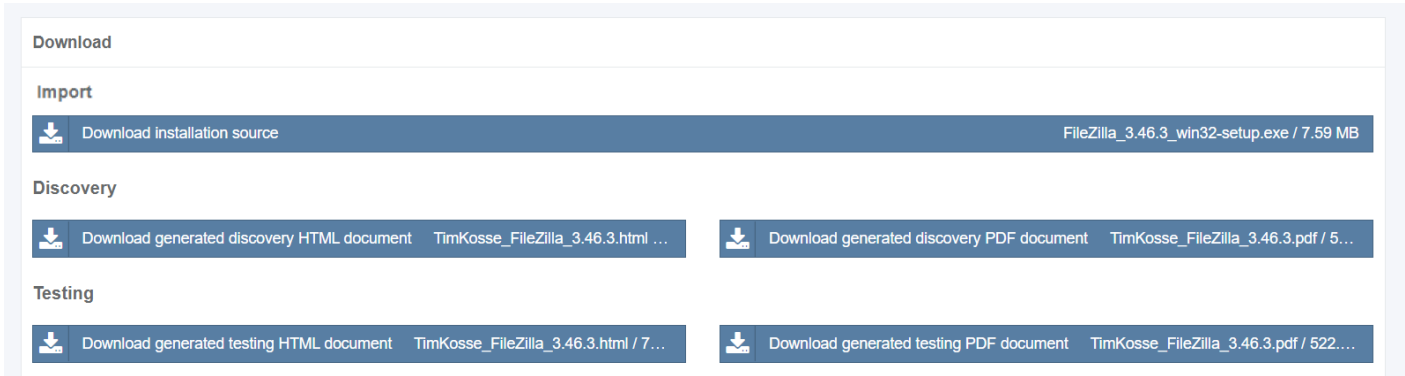 Download
Import
Download installation source FileZilla_3.46.3_win32-setup.exe / 7.59 MB
Discovery
Download generated discovery HTML document TimKosse_FileZilla_3.46.3.html ...
Download generated discovery PDF document TimKosse_FileZilla_3.46.3.pdf / 5...
Testing
Download generated testing HTML document TimKosse_FileZilla_3.46.3.html / 7...
Download generated testing PDF document TimKosse_FileZilla_3.46.3.pdf / 522....